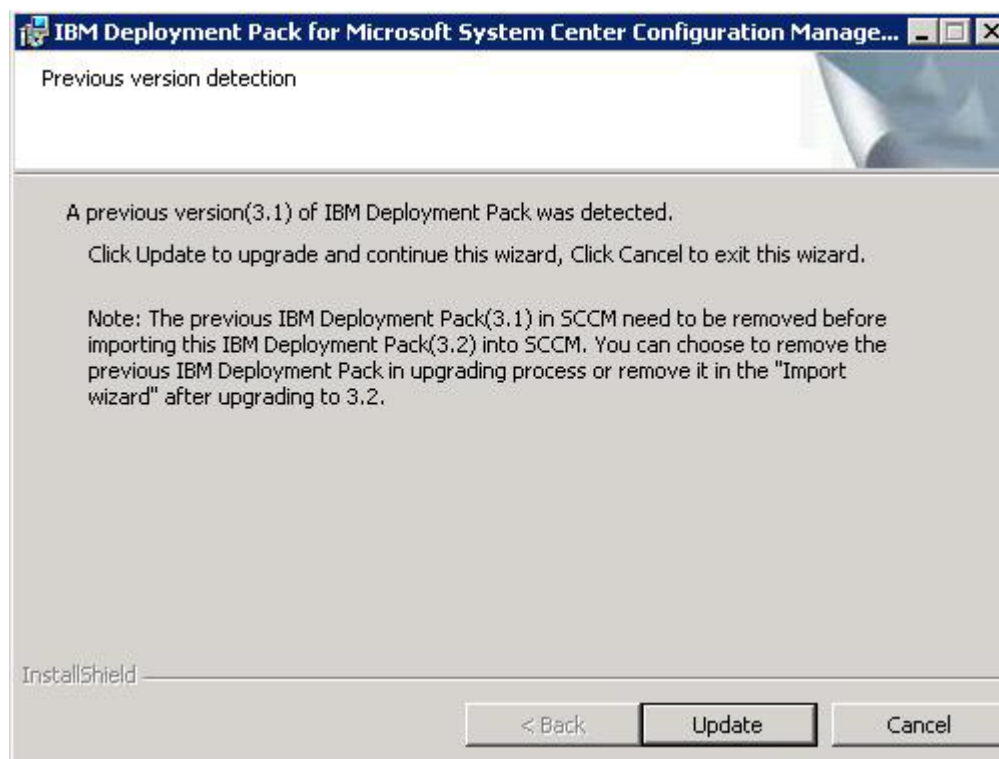 IBM Deployment Pack for Microsoft System Center Configuration Manage...
Previous version detection
A previous version(3.1) of IBM Deployment Pack was detected.
Click Update to upgrade and continue this wizard, Click Cancel to exit this wizard.
Note: The previous IBM Deployment Pack(3.1) in SCCM need to be removed before
importing this IBM Deployment Pack(3.2) into SCCM. You can choose to remove the
previous IBM Deployment Pack in upgrading process or remove it in the "Import
wizard" after upgrading to 3.2.
InstallShield
< Back Update Cancel